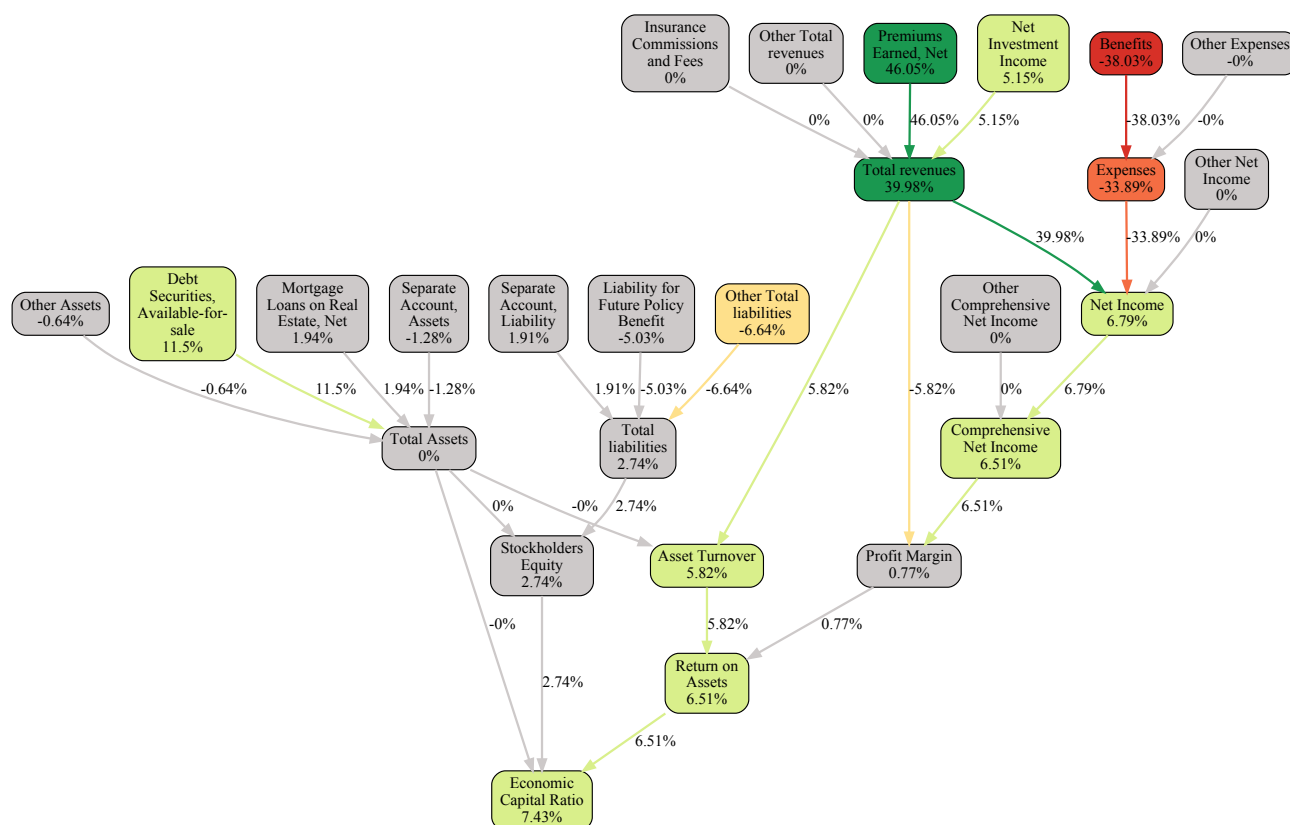 Insurance
Commissions
and Fees
0%
Other Total
revenues
0%
Premiums
Earned, Net
46.05%
Net
Investment
Income
5.15%
Benefits
-38.03%
Other Expenses
-0%
0%
0%
46.05%
5.15%
-38.03%
-0%
Total revenues
39.98%
Expenses
-33.89%
Other Net
Income
0%
39.98%
-33.89%
0%
Other Assets
-0.64%
Debt
Securities,
Available-for-
sale
11.5%
Mortgage
Loans on Real
Estate, Net
1.94%
Separate
Account,
Assets
-1.28%
Separate
Account,
Liability
1.91%
Liability for
Future Policy
Benefit
-5.03%
Other Total
liabilities
-6.64%
Other
Comprehensive
Net Income
0%
Net Income
6.79%
-0.64%
11.5%
1.94%
-1.28%
1.91%
-5.03%
-6.64%
5.82%
-5.82%
0%
6.79%
Total Assets
0%
Total
liabilities
2.74%
Comprehensive
Net Income
6.51%
0%
2.74%
-0%
6.51%
Stockholders
Equity
2.74%
Asset Turnover
5.82%
Profit Margin
0.77%
-0%
5.82%
0.77%
2.74%
Return on
Assets
6.51%
6.51%
Economic
Capital Ratio
7.43%